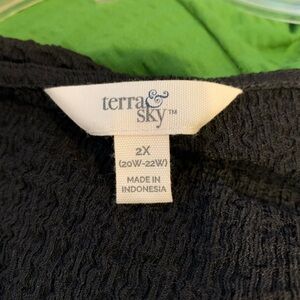 terra&
sky™
2X
(20W-22W)
MADE IN
INDONESIA